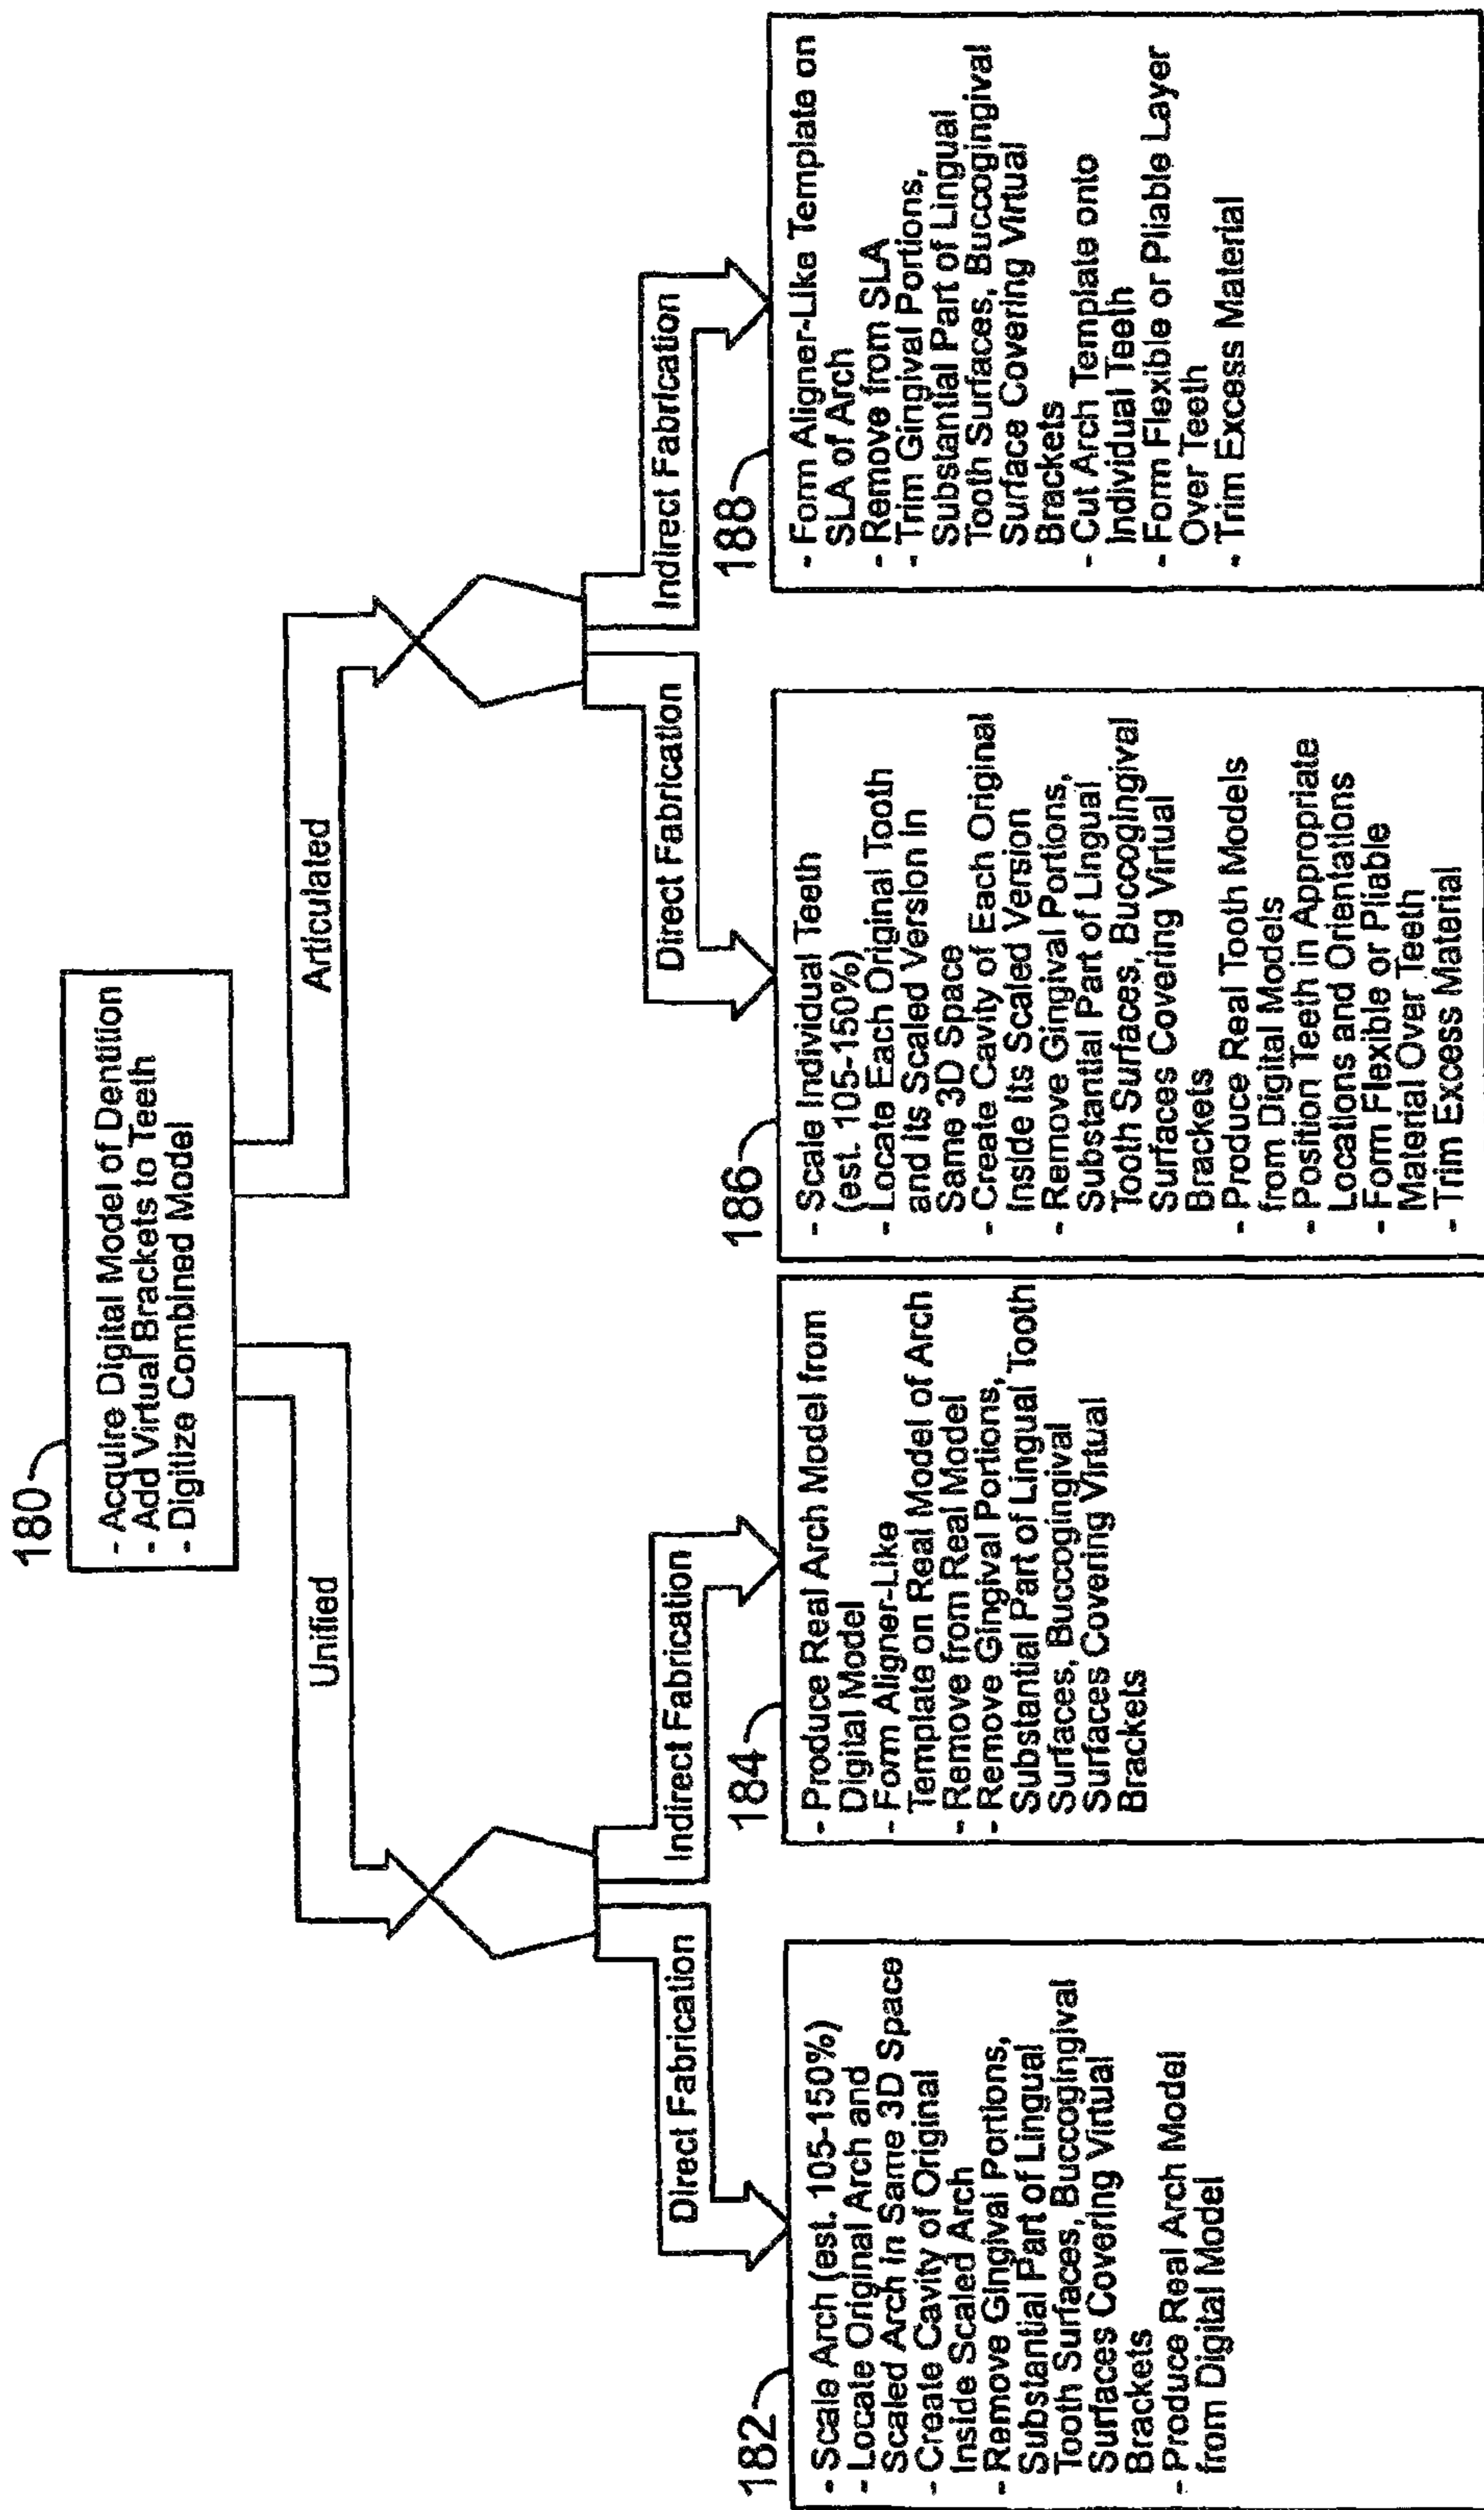 180
- Acquire Digital Model of Dentition
- Add Virtual Brackets to Teeth
- Digitize Combined Model
Unified
Articulated
Direct Fabrication
Indirect Fabrication
Direct Fabrication
Indirect Fabrication
182
- Scale Arch (est. 105-150%)
- Locate Original Arch and
Scaled Arch in Same 3D Space
- Create Cavity of Original
Inside Scaled Arch
- Remove Gingival Portions,
Substantial Part of Lingual
Tooth Surfaces, Buccogingival
Surfaces Covering Virtual
Brackets
- Produce Real Arch Model
from Digital Model
184
- Produce Real Arch Model from
Digital Model
- Form Aligner-Like
Template on Real Model of Arch
- Remove from Real Model
- Remove Gingival Portions,
Substantial Part of Lingual Tooth
Surfaces, Buccogingival
Surfaces Covering Virtual
Brackets
186
- Scale Individual Teeth
(est. 105-150%)
- Locate Each Original Tooth
and its Scaled Version in
Same 3D Space
- Create Cavity of Each Original
Inside Its Scaled Version
- Remove Gingival Portions,
Substantial Part of Lingual
Tooth Surfaces, Buccogingival
Surfaces Covering Virtual
Brackets
- Produce Real Tooth Models
from Digital Models
- Position Teeth in Appropriate
Locations and Orientations
- Form Flexible or Pliable
Material Over Teeth
- Trim Excess Material
188
- Form Aligner-Like Template on
SLA of Arch
- Remove from SLA
- Trim Gingival Portions,
Substantial Part of Lingual
Tooth Surfaces, Buccogingival
Surface Covering Virtual
Brackets
- Cut Arch Template onto
Individual Teeth
- Form Flexible or Pliable Layer
Over Teeth
- Trim Excess Material